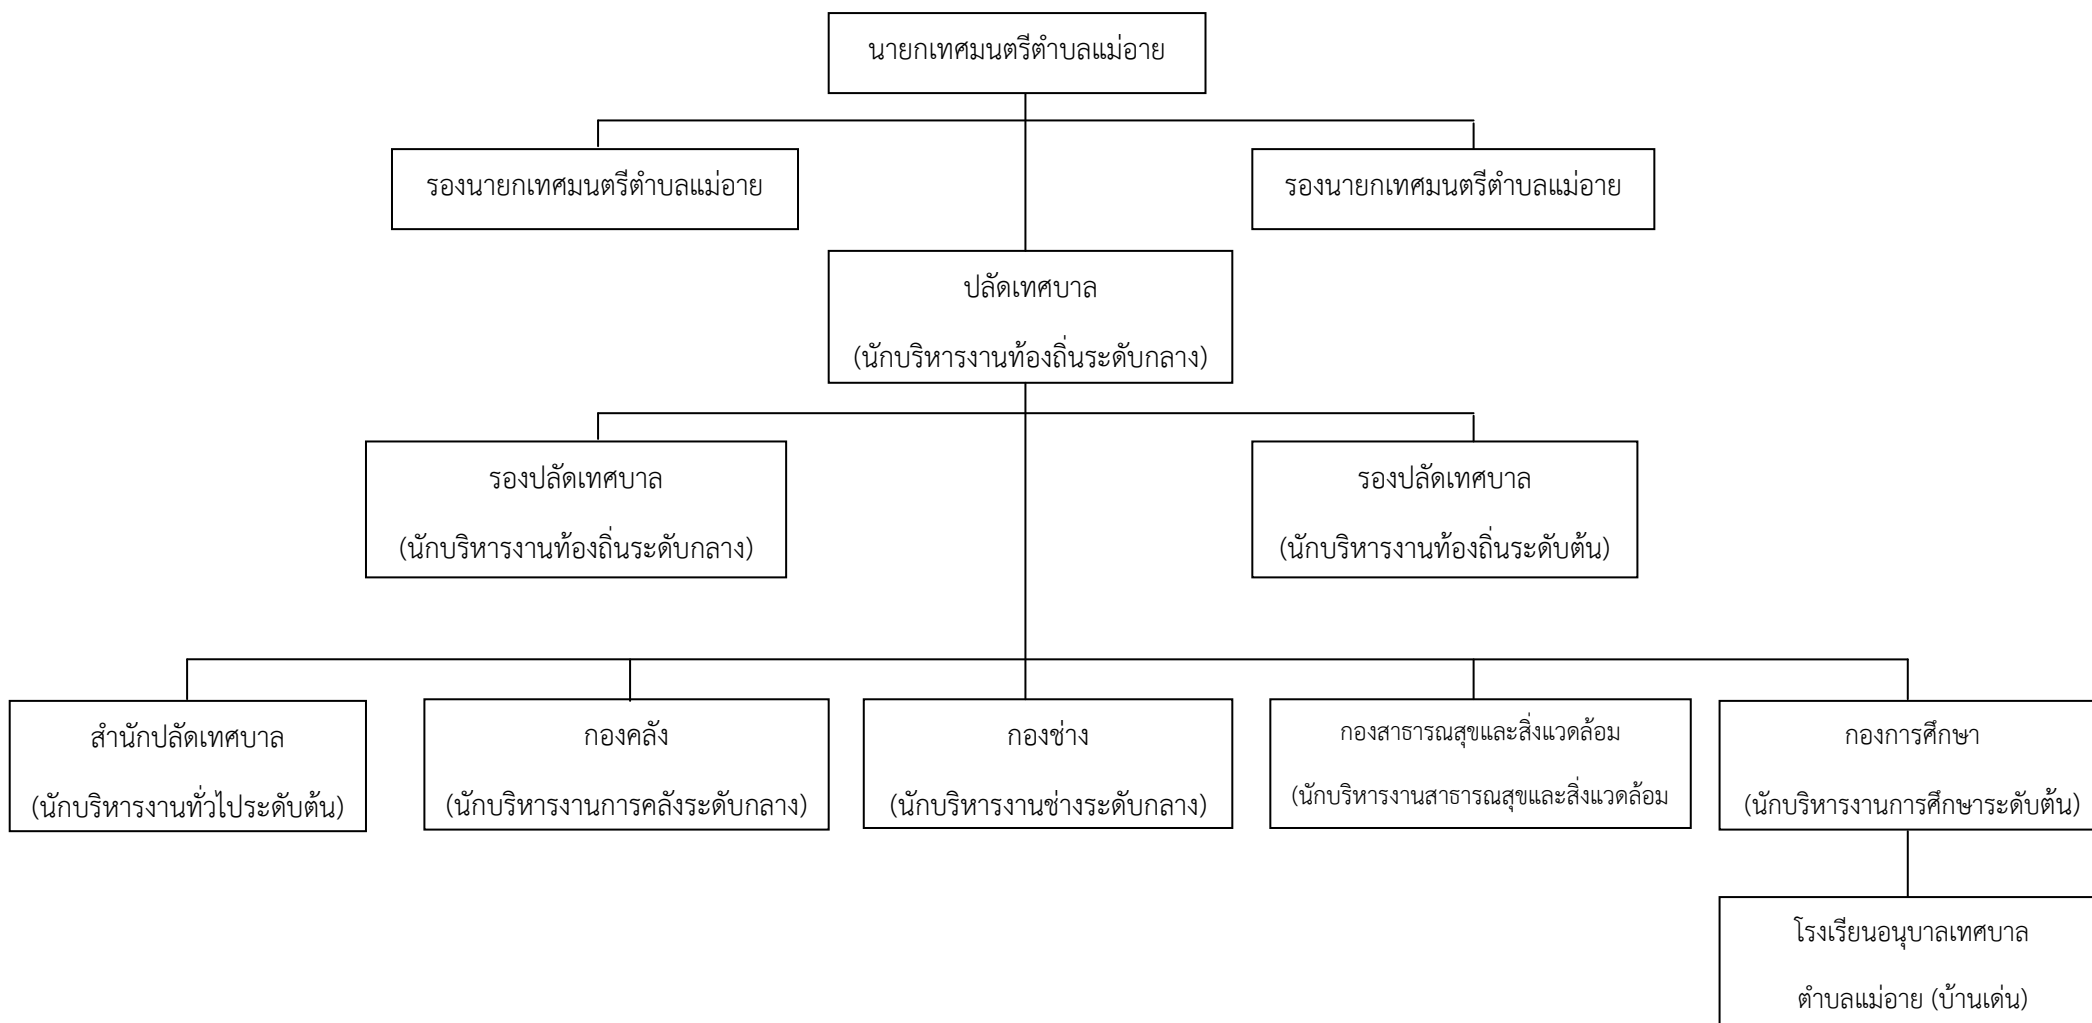 นายกเทศมนตรีตำบลแม่อาย
รองนายกเทศมนตรีตำบลแม่อาย
รองนายกเทศมนตรีตำบลแม่อาย
ปลัดเทศบาล
(นักบริหารงานท้องถิ่นระดับกลาง)
รองปลัดเทศบาล
(นักบริหารงานท้องถิ่นระดับกลาง)
รองปลัดเทศบาล
(นักบริหารงานท้องถิ่นระดับต้น)
สำนักปลัดเทศบาล
(นักบริหารงานทั่วไประดับต้น)
กองคลัง
(นักบริหารงานการคลังระดับกลาง)
กองช่าง
(นักบริหารงานช่างระดับกลาง)
กองสาธารณสุขและสิ่งแวดล้อม
(นักบริหารงานสาธารณสุขและสิ่งแวดล้อม
กองการศึกษา
(นักบริหารงานการศึกษาระดับต้น)
โรงเรียนอนุบาลเทศบาล
ตำบลแม่อาย (บ้านเด่น)